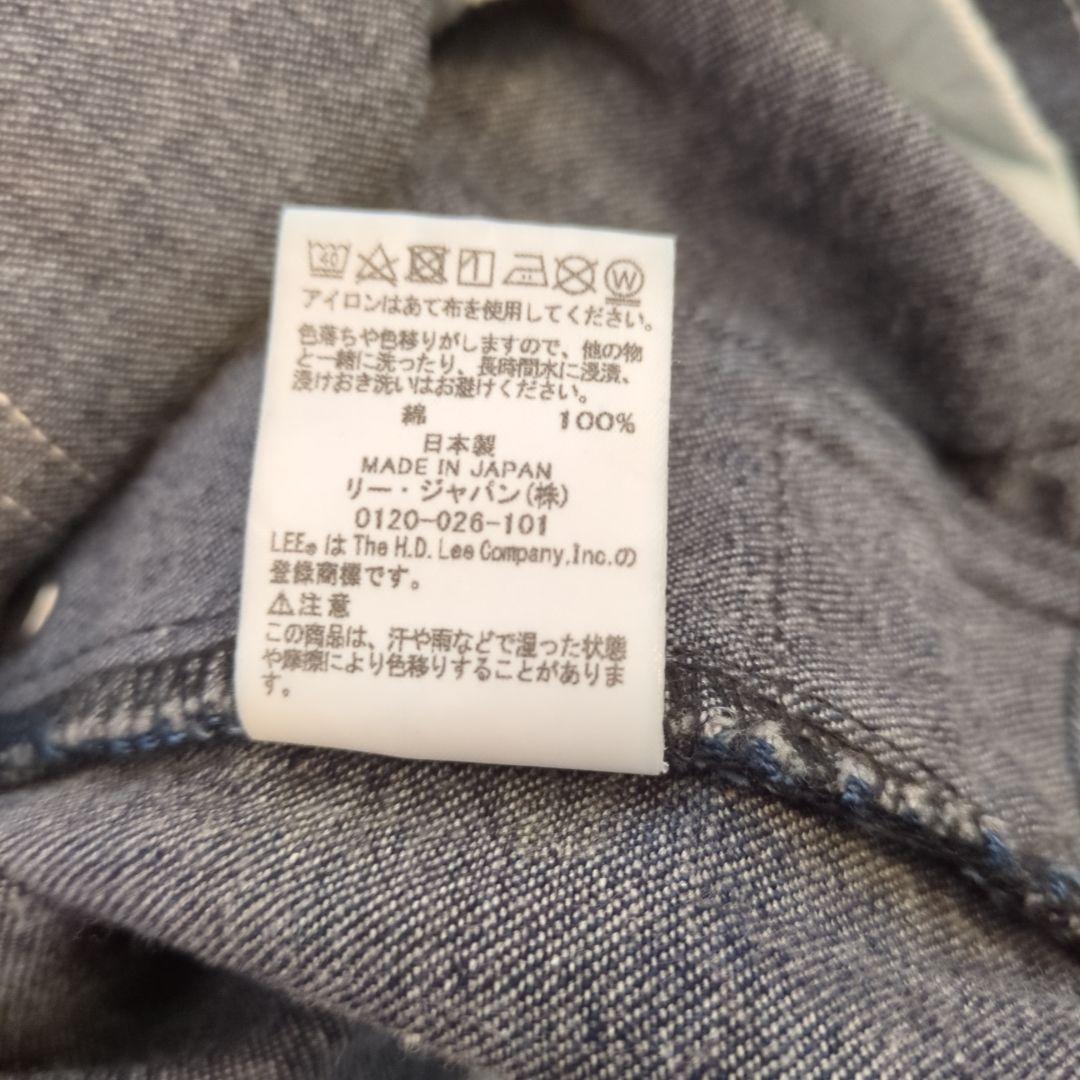 40
W
アイロンはあて布を使用してください。
色落ちや色移りがしますので、他の物
と一緒に洗ったり、長時間水に浸漬、
浸けおき洗いはお避けください。
綿 100%
日本製
MADE IN JAPAN
リー・ジャパン(株)
0120-026-101
LEE® は The H.D. Lee Company, Inc.の
登録商標です。
⚠注意
この商品は、汗や雨などで湿った状態
や摩擦により色移りすることがありま
す。